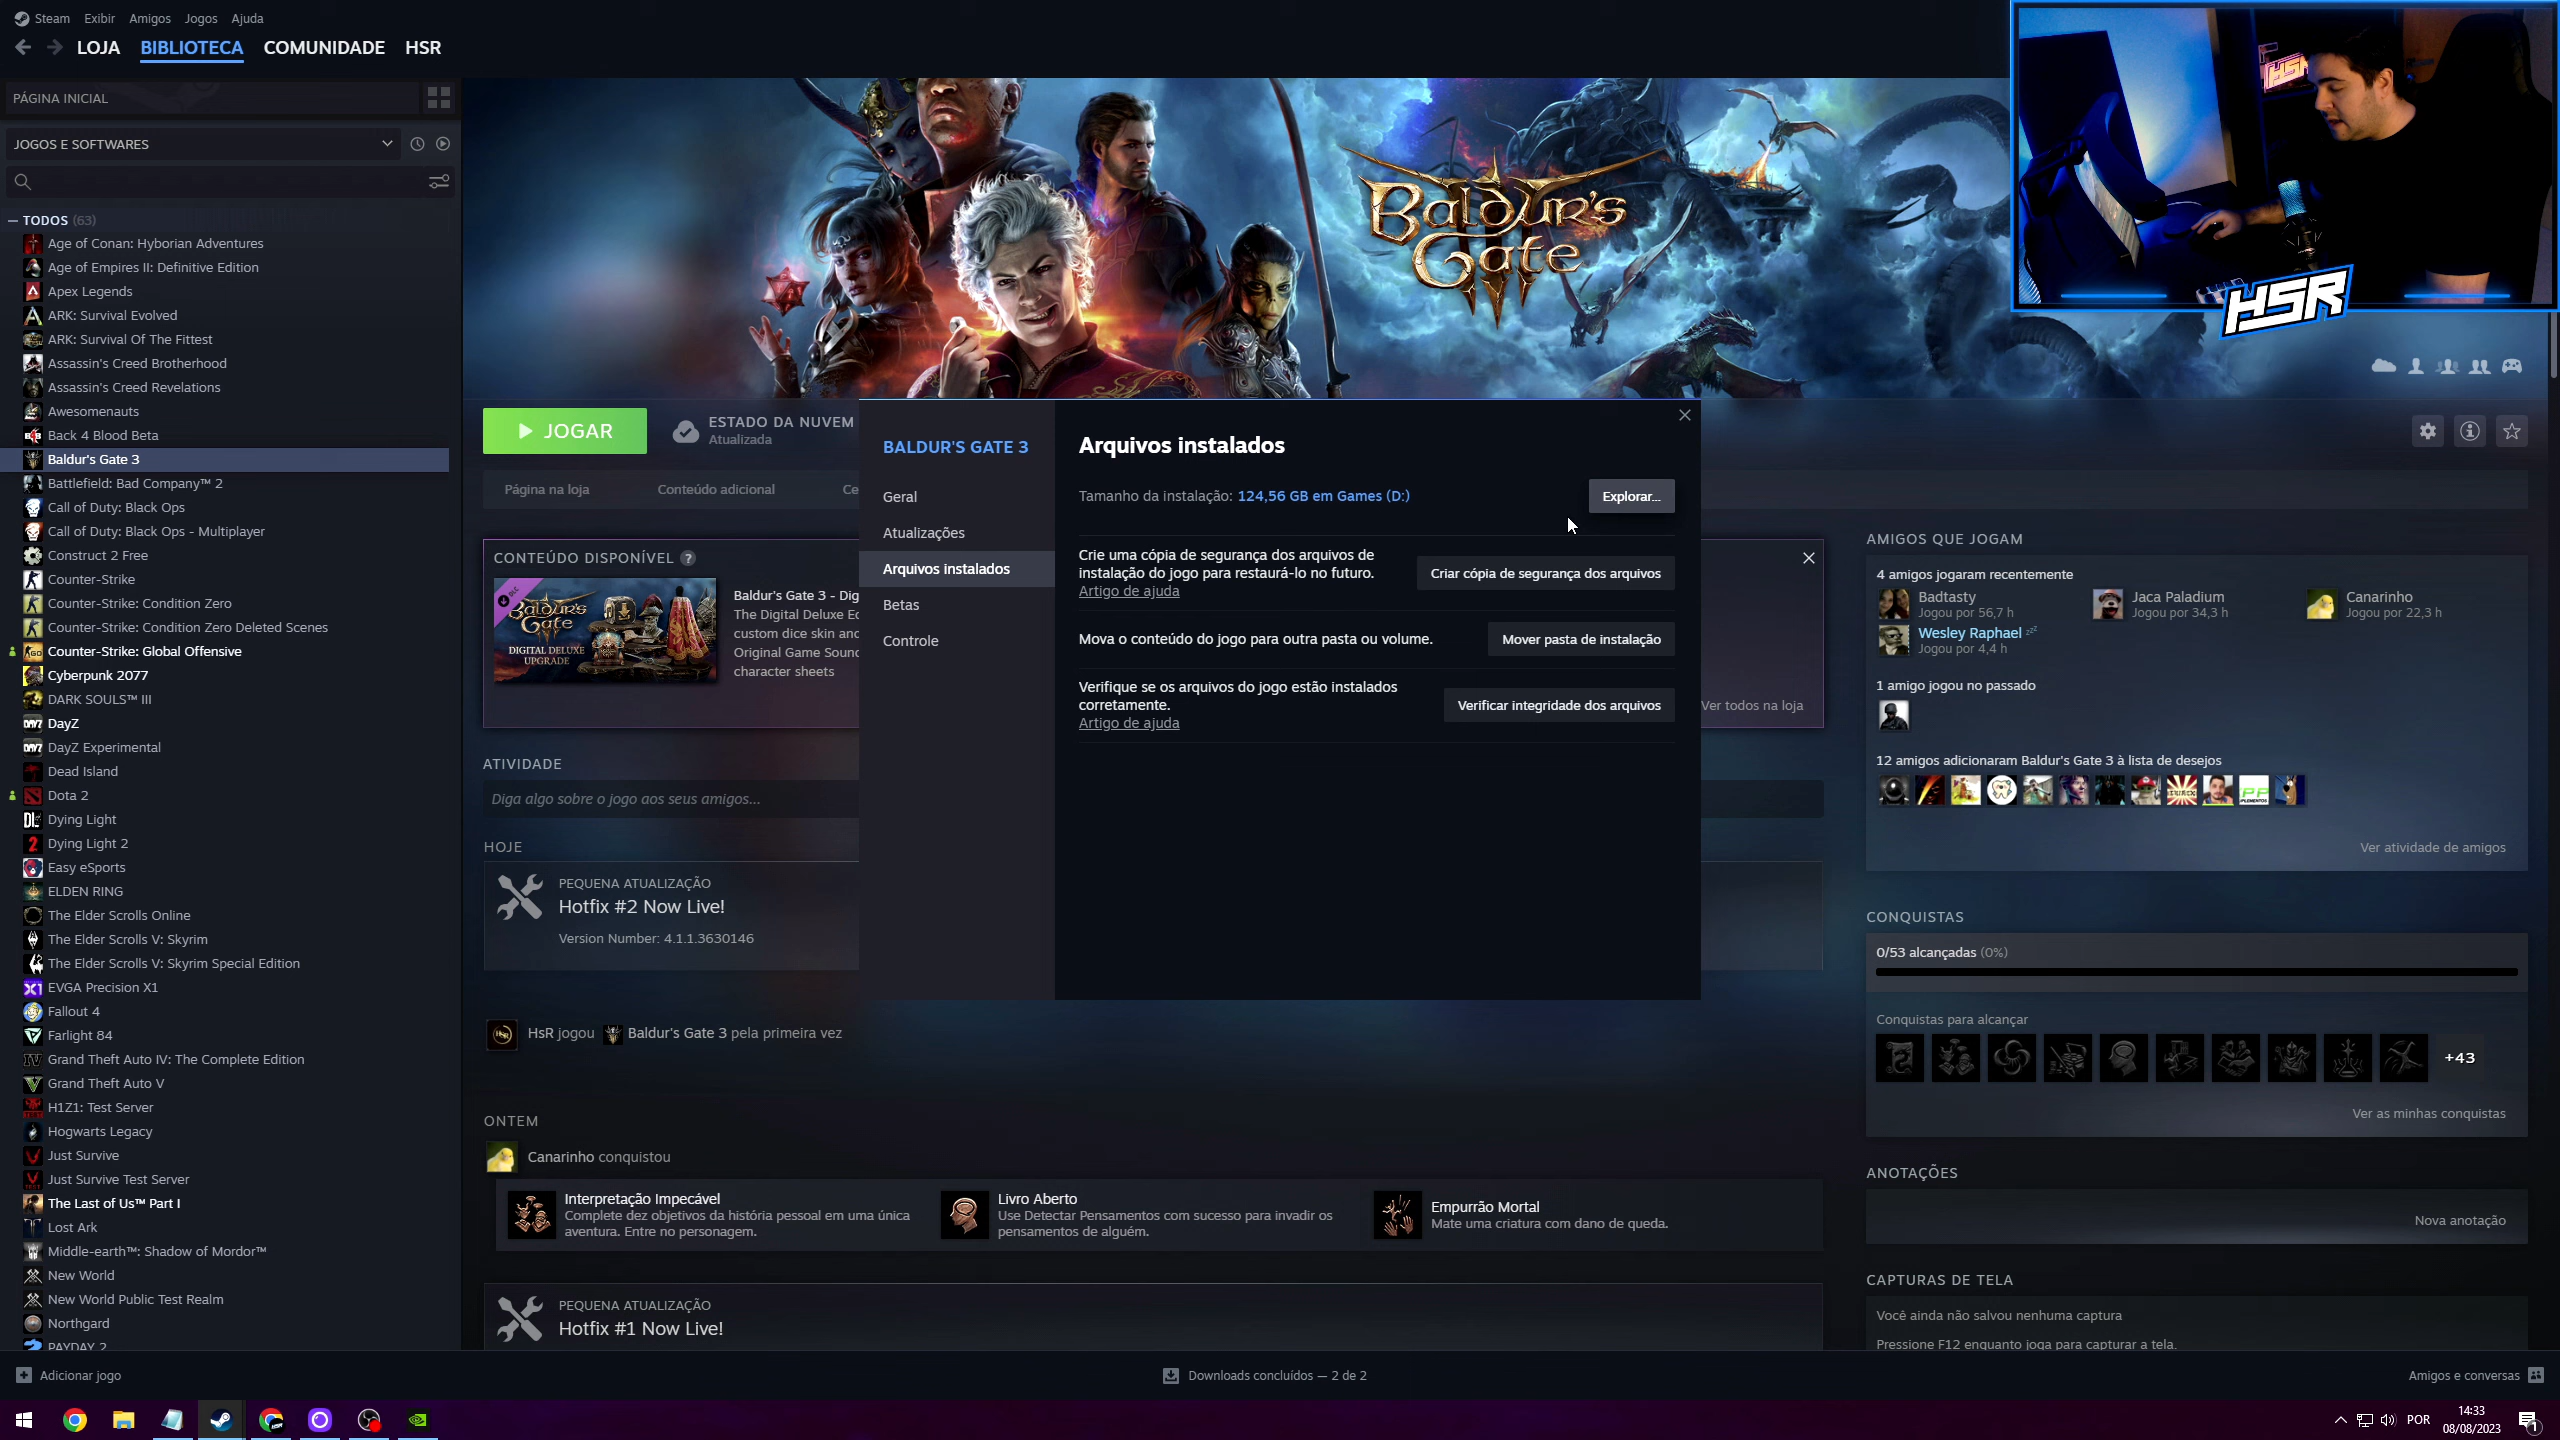 Steam Exibir Amigos Jogos Ajuda
LOJA BIBLIOTECA COMUNIDADE HSR
PÁGINA INICIAL
JOGOS E SOFTWARES
TODOS (63)
Age of Conan: Hyborian Adventures
Age of Empires II: Definitive Edition
Apex Legends
ARK: Survival Evolved
ARK: Survival Of The Fittest
Assassin's Creed Brotherhood
Assassin's Creed Revelations
Awesomenauts
Back 4 Blood Beta
Baldur's Gate 3
Battlefield: Bad Company™ 2
Call of Duty: Black Ops
Call of Duty: Black Ops - Multiplayer
Construct 2 Free
Counter-Strike
Counter-Strike: Condition Zero
Counter-Strike: Condition Zero Deleted Scenes
Counter-Strike: Global Offensive
Cyberpunk 2077
DARK SOULS™ III
DayZ
DayZ Experimental
Dead Island
Dota 2
Dying Light
Dying Light 2
Easy eSports
ELDEN RING
The Elder Scrolls Online
The Elder Scrolls V: Skyrim
The Elder Scrolls V: Skyrim Special Edition
EVGA Precision X1
Fallout 4
Farlight 84
Grand Theft Auto IV: The Complete Edition
Grand Theft Auto V
H1Z1: Test Server
Hogwarts Legacy
Just Survive
Just Survive Test Server
The Last of Us™ Part I
Lost Ark
Middle-earth™: Shadow of Mordor™
New World
New World Public Test Realm
Northgard
PAYDAY 2
Adicionar jogo
Baldur's
Gate
HSR
HSR
JOGAR
ESTADO DA NUVEM
Atualizada
Página na loja Conteúdo adicional Ce
CONTEÚDO DISPONÍVEL ?
Baldur's
Gate
DIGITAL DELUXE
UPGRADE
DLC
Baldur's Gate 3 - Dig
The Digital Deluxe Ec
custom dice skin and
Original Game Soun
character sheets
Ver todos na loja
BALDUR'S GATE 3
Geral
Atualizações
Arquivos instalados
Betas
Controle
Arquivos instalados
Tamanho da instalação: 124,56 GB em Games (D:)
Explorar...
Crie uma cópia de segurança dos arquivos de
instalação do jogo para restaurá-lo no futuro.
Artigo de ajuda
Criar cópia de segurança dos arquivos
Mova o conteúdo do jogo para outra pasta ou volume.
Mover pasta de instalação
Verifique se os arquivos do jogo estão instalados
corretamente.
Artigo de ajuda
Verificar integridade dos arquivos
ATIVIDADE
Diga algo sobre o jogo aos seus amigos...
HOJE
PEQUENA ATUALIZAÇÃO
Hotfix #2 Now Live!
Version Number: 4.1.1.3630146
HsR jogou Baldur's Gate 3 pela primeira vez
ONTEM
Canarinho conquistou
Interpretação Impecável
Complete dez objetivos da história pessoal em uma única
aventura. Entre no personagem.
Livro Aberto
Use Detectar Pensamentos com sucesso para invadir os
pensamentos de alguém.
Empurrão Mortal
Mate uma criatura com dano de queda.
PEQUENA ATUALIZAÇÃO
Hotfix #1 Now Live!
AMIGOS QUE JOGAM
4 amigos jogaram recentemente
Badtasty
Jogou por 56,7 h
Jaca Paladium
Jogou por 34,3 h
Canarinho
Jogou por 22,3 h
Wesley Raphael zzz
Jogou por 4,4 h
1 amigo jogou no passado
12 amigos adicionaram Baldur's Gate 3 à lista de desejos
Ver atividade de amigos
CONQUISTAS
0/53 alcançadas (0%)
Conquistas para alcançar
+43
Ver as minhas conquistas
ANOTAÇÕES
Nova anotação
CAPTURAS DE TELA
Você ainda não salvou nenhuma captura
Pressione F12 enquanto joga para capturar a tela.
Downloads concluídos — 2 de 2
Amigos e conversas
POR
14:33
08/08/2023
1